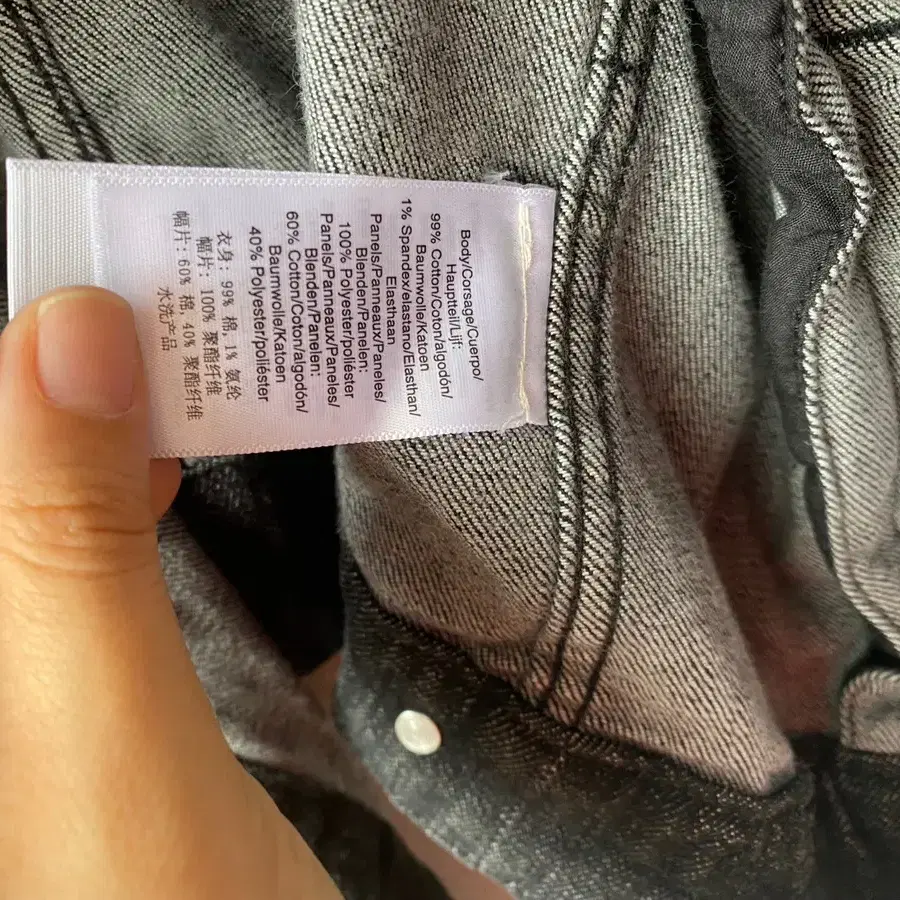 Body/Corsage/Cuerpo/
Hauptteil/Lijf:
99% Cotton/Coton/algodón/
Baumwolle/Katoen
1% Spandex/elastano/Elasthan/
Elasthaan
Panels/Panneaux/Paneles/
Blenden/Panelen:
100% Polyester/poliéster
Panels/Panneaux/Paneles/
Blenden/Panelen:
60% Cotton/Coton/algodón/
Baumwolle/Katoen
40% Polyester/poliéster
衣身: 99% 棉, 1% 氨纶
幅片: 100% 聚酯纤维
幅片: 60% 棉, 40% 聚酯纤维
水洗产品